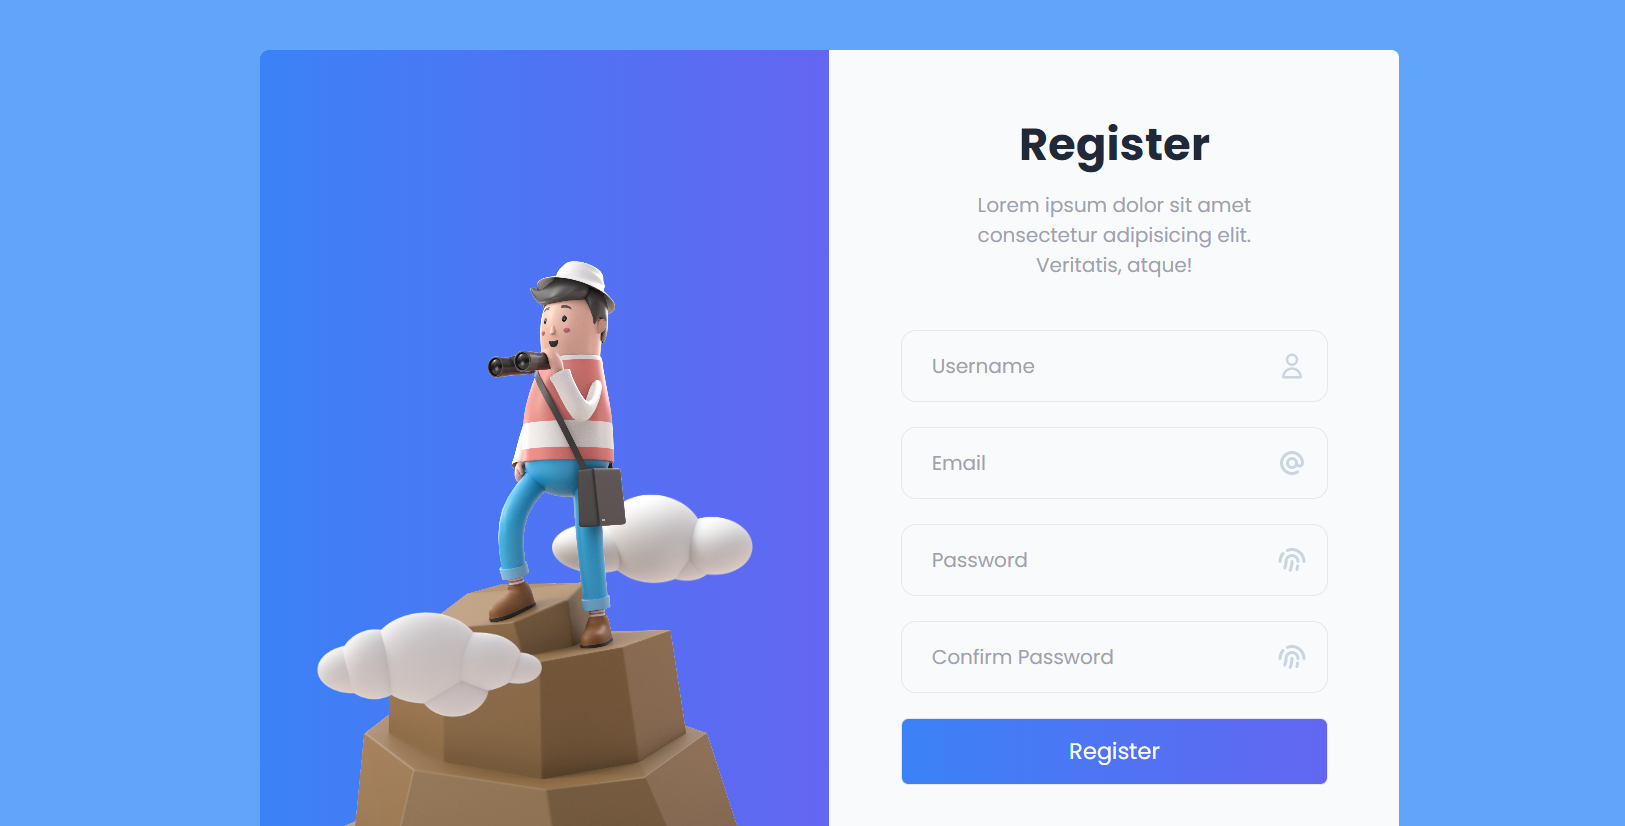 Register
Lorem ipsum dolor sit amet
consectetur adipisicing elit.
Veritatis, atque!
Username
Email
Password
Confirm Password
Register